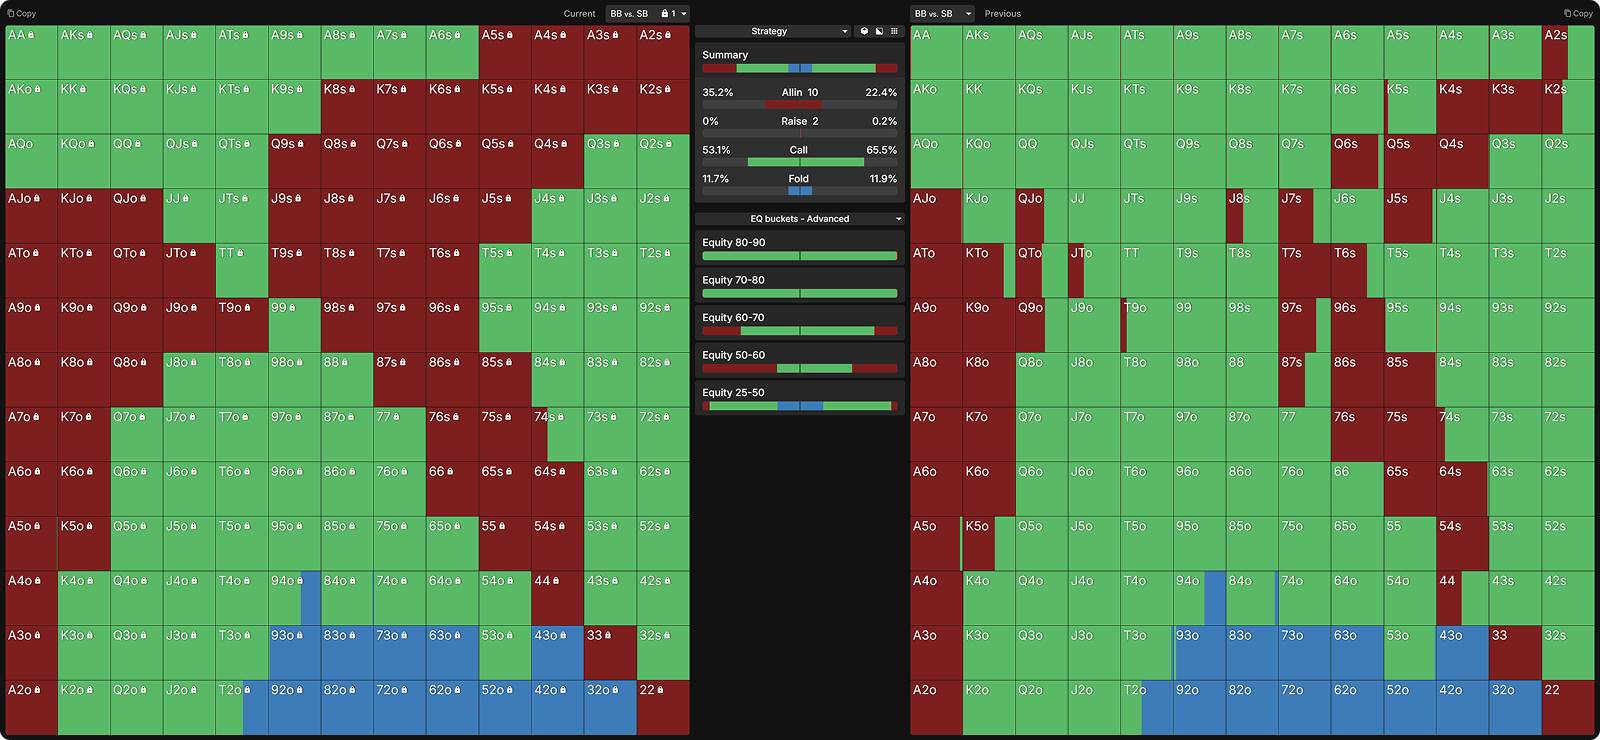 Copy
Current BB vs. SB 1
AA AKs AQs AJs ATs A9s A8s A7s A6s A5s A4s A3s A2s
AKo KK KQs KJs KTs K9s K8s K7s K6s K5s K4s K3s K2s
AQo KQo QQ QJs QTs Q9s Q8s Q7s Q6s Q5s Q4s Q3s Q2s
AJo KJo QJo JJ JTs J9s J8s J7s J6s J5s J4s J3s J2s
ATo KTo QTo JTo TT T9s T8s T7s T6s T5s T4s T3s T2s
A9o K9o Q9o J9o T9o 99 98s 97s 96s 95s 94s 93s 92s
A8o K8o Q8o J8o T8o 98o 88 87s 86s 85s 84s 83s 82s
A7o K7o Q7o J7o T7o 97o 87o 77 76s 75s 74s 73s 72s
A6o K6o Q6o J6o T6o 96o 86o 76o 66 65s 64s 63s 62s
A5o K5o Q5o J5o T5o 95o 85o 75o 65o 55 54s 53s 52s
A4o K4o Q4o J4o T4o 94o 84o 74o 64o 54o 44 43s 42s
A3o K3o Q3o J3o T3o 93o 83o 73o 63o 53o 43o 33 32s
A2o K2o Q2o J2o T2o 92o 82o 72o 62o 52o 42o 32o 22
Strategy
Summary
35.2% Allin 10 22.4%
0% Raise 2 0.2%
53.1% Call 65.5%
11.7% Fold 11.9%
EQ buckets - Advanced
Equity 80-90
Equity 70-80
Equity 60-70
Equity 50-60
Equity 25-50
BB vs. SB Previous
Copy
AA AKs AQs AJs ATs A9s A8s A7s A6s A5s A4s A3s A2s
AKo KK KQs KJs KTs K9s K8s K7s K6s K5s K4s K3s K2s
AQo KQo QQ QJs QTs Q9s Q8s Q7s Q6s Q5s Q4s Q3s Q2s
AJo KJo QJo JJ JTs J9s J8s J7s J6s J5s J4s J3s J2s
ATo KTo QTo JTo TT T9s T8s T7s T6s T5s T4s T3s T2s
A9o K9o Q9o J9o T9o 99 98s 97s 96s 95s 94s 93s 92s
A8o K8o Q8o J8o T8o 98o 88 87s 86s 85s 84s 83s 82s
A7o K7o Q7o J7o T7o 97o 87o 77 76s 75s 74s 73s 72s
A6o K6o Q6o J6o T6o 96o 86o 76o 66 65s 64s 63s 62s
A5o K5o Q5o J5o T5o 95o 85o 75o 65o 55 54s 53s 52s
A4o K4o Q4o J4o T4o 94o 84o 74o 64o 54o 44 43s 42s
A3o K3o Q3o J3o T3o 93o 83o 73o 63o 53o 43o 33 32s
A2o K2o Q2o J2o T2o 92o 82o 72o 62o 52o 42o 32o 22